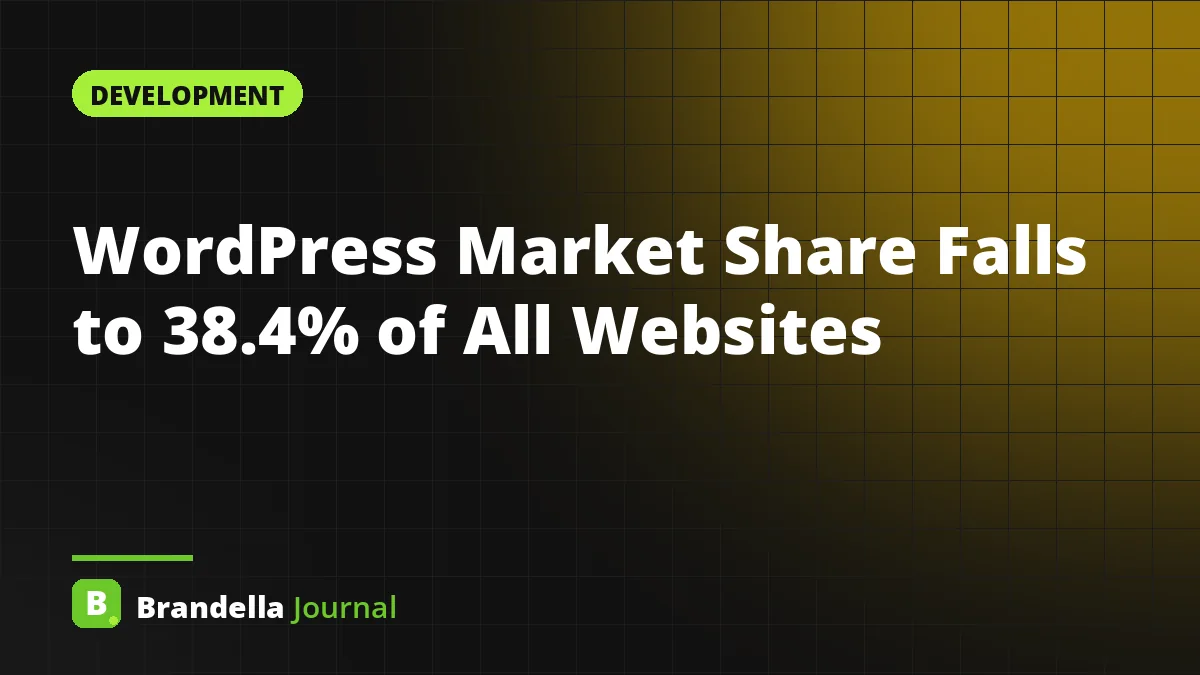 DEVELOPMENT
WordPress Market Share Falls
to 38.4% of All Websites
B
Brandella Journal